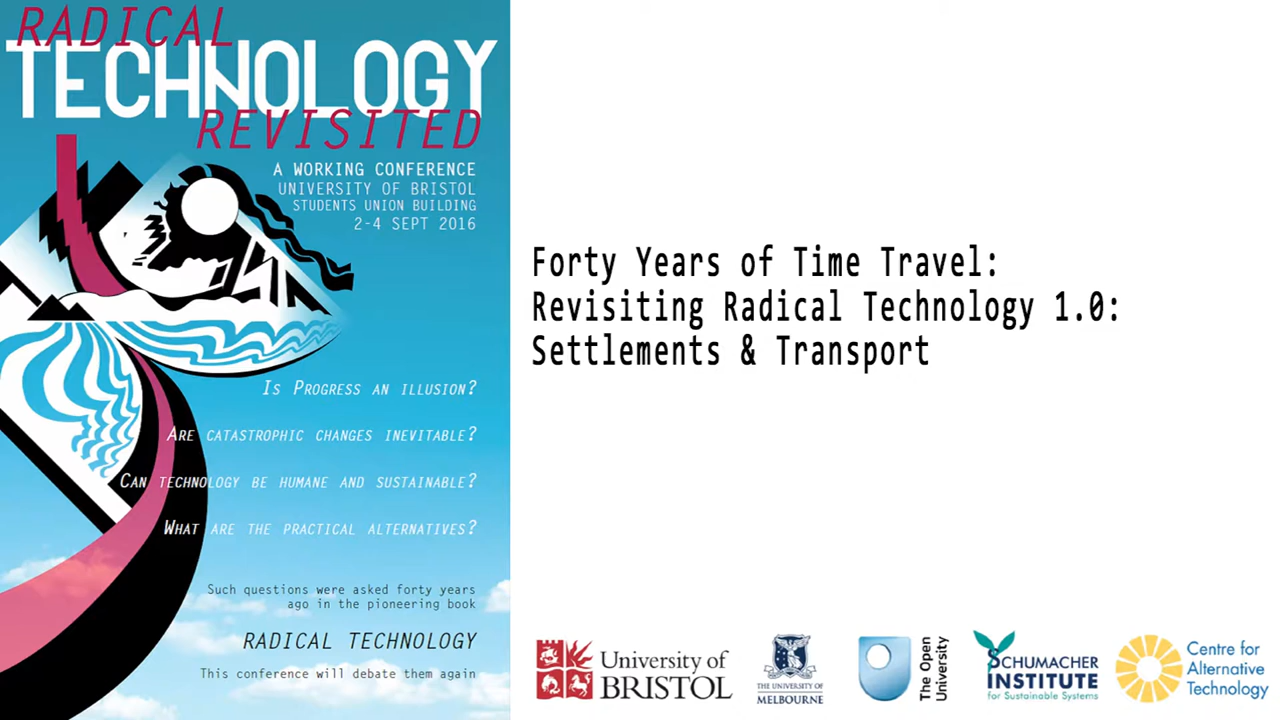 RADICAL
TECHNOLOGY
REVISITED
A WORKING CONFERENCE
UNIVERSITY OF BRISTOL
STUDENTS UNION BUILDING
2-4 SEPT 2016
IS PROGRESS AN ILLUSION?
ARE CATASTROPHIC CHANGES INEVITABLE?
CAN TECHNOLOGY BE HUMANE AND SUSTAINABLE?
WHAT ARE THE PRACTICAL ALTERNATIVES?
Such questions were asked forty years
ago in the pioneering book
RADICAL TECHNOLOGY
This conference will debate them again
Forty Years of Time Travel:
Revisiting Radical Technology 1.0:
Settlements & Transport
University of
BRISTOL
THE UNIVERSITY OF
MELBOURNE
The Open
University
SCHUMACHER
INSTITUTE
for Sustainable Systems
Centre for
Alternative
Technology